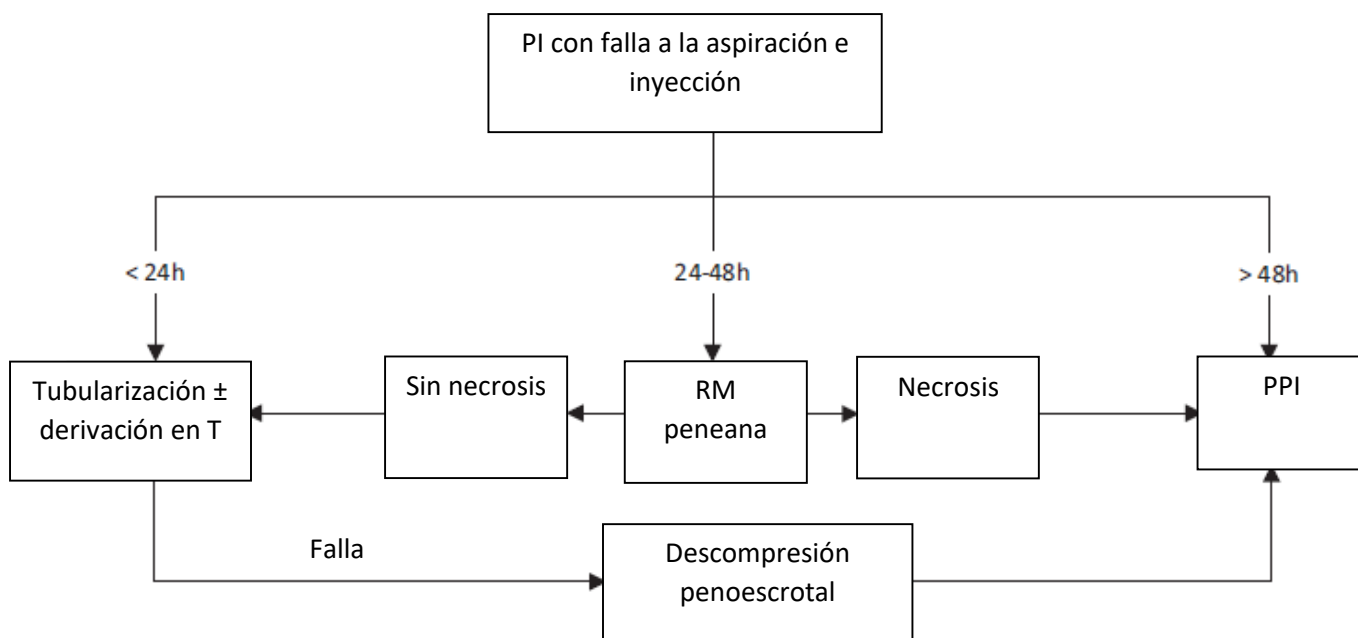 PI con falla a la aspiración e
inyección
< 24h
24-48h
> 48h
Tubularización ±
derivación en T
Sin necrosis
RM
peneana
Necrosis
PPI
Falla
Descompresión
penoescrotal